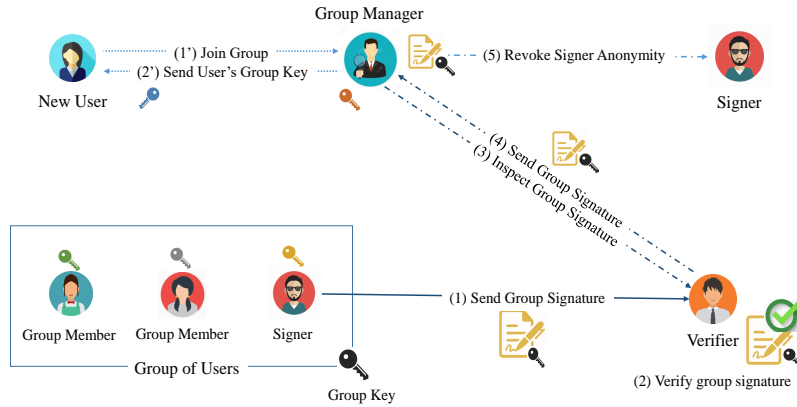 Group Manager
(1') Join Group
(2') Send User's Group Key
(5) Revoke Signer Anonymity
New User
Signer
(4) Send Group Signature
(3) Inspect Group Signature
(1) Send Group Signature
Group Member
Group Member
Signer
Verifier
Group of Users
Group Key
(2) Verify group signature